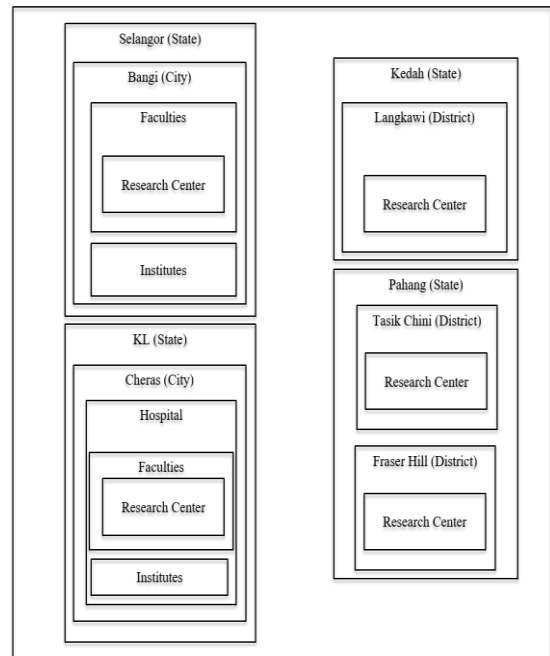 Selangor (State)
Bangi (City)
Faculties
Research Center
Institutes
KL (State)
Cheras (City)
Hospital
Faculties
Research Center
Institutes
Kedah (State)
Langkawi (District)
Research Center
Pahang (State)
Tasik Chini (District)
Research Center
Fraser Hill (District)
Research Center